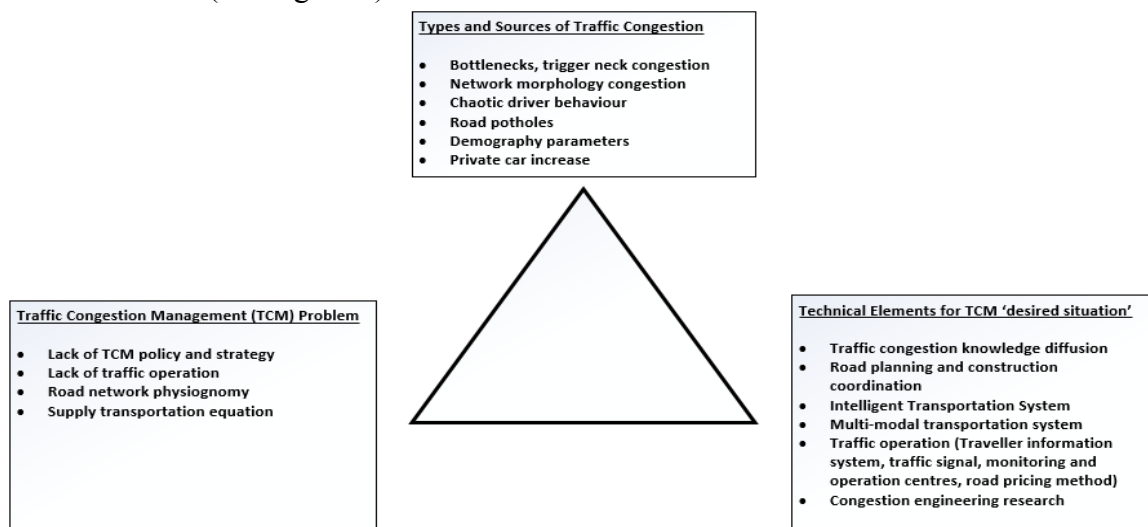 Types and Sources of Traffic Congestion
• Bottlenecks, trigger neck congestion
• Network morphology congestion
• Chaotic driver behaviour
• Road potholes
• Demography parameters
• Private car increase
Traffic Congestion Management (TCM) Problem
• Lack of TCM policy and strategy
• Lack of traffic operation
• Road network physiognomy
• Supply transportation equation
Technical Elements for TCM ‘desired situation’
• Traffic congestion knowledge diffusion
• Road planning and construction
coordination
• Intelligent Transportation System
• Multi-modal transportation system
• Traffic operation (Traveller information
system, traffic signal, monitoring and
operation centres, road pricing method)
• Congestion engineering research